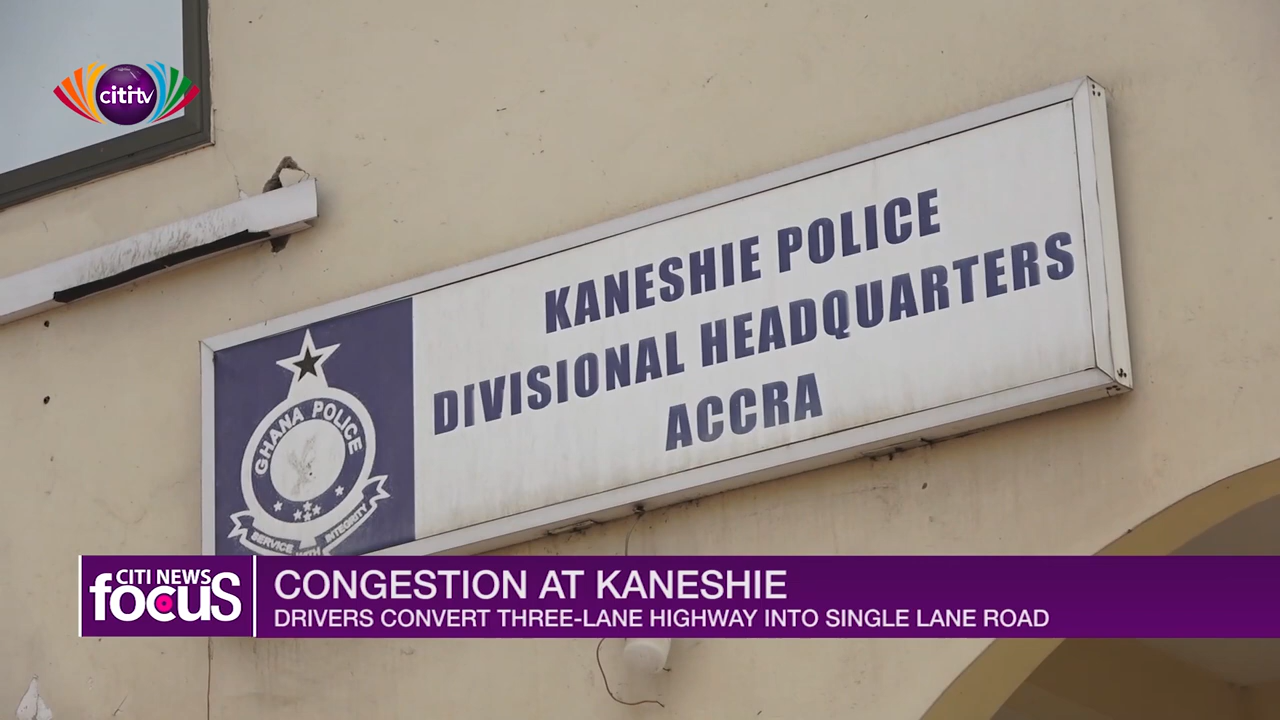 citi tv
KANESHIE POLICE
DIVISIONAL HEADQUARTERS
ACCRA
GHANA POLICE
SERVICE WITH INTEGRITY
CITI NEWS
focus
CONGESTION AT KANESHIE
DRIVERS CONVERT THREE-LANE HIGHWAY INTO SINGLE LANE ROAD